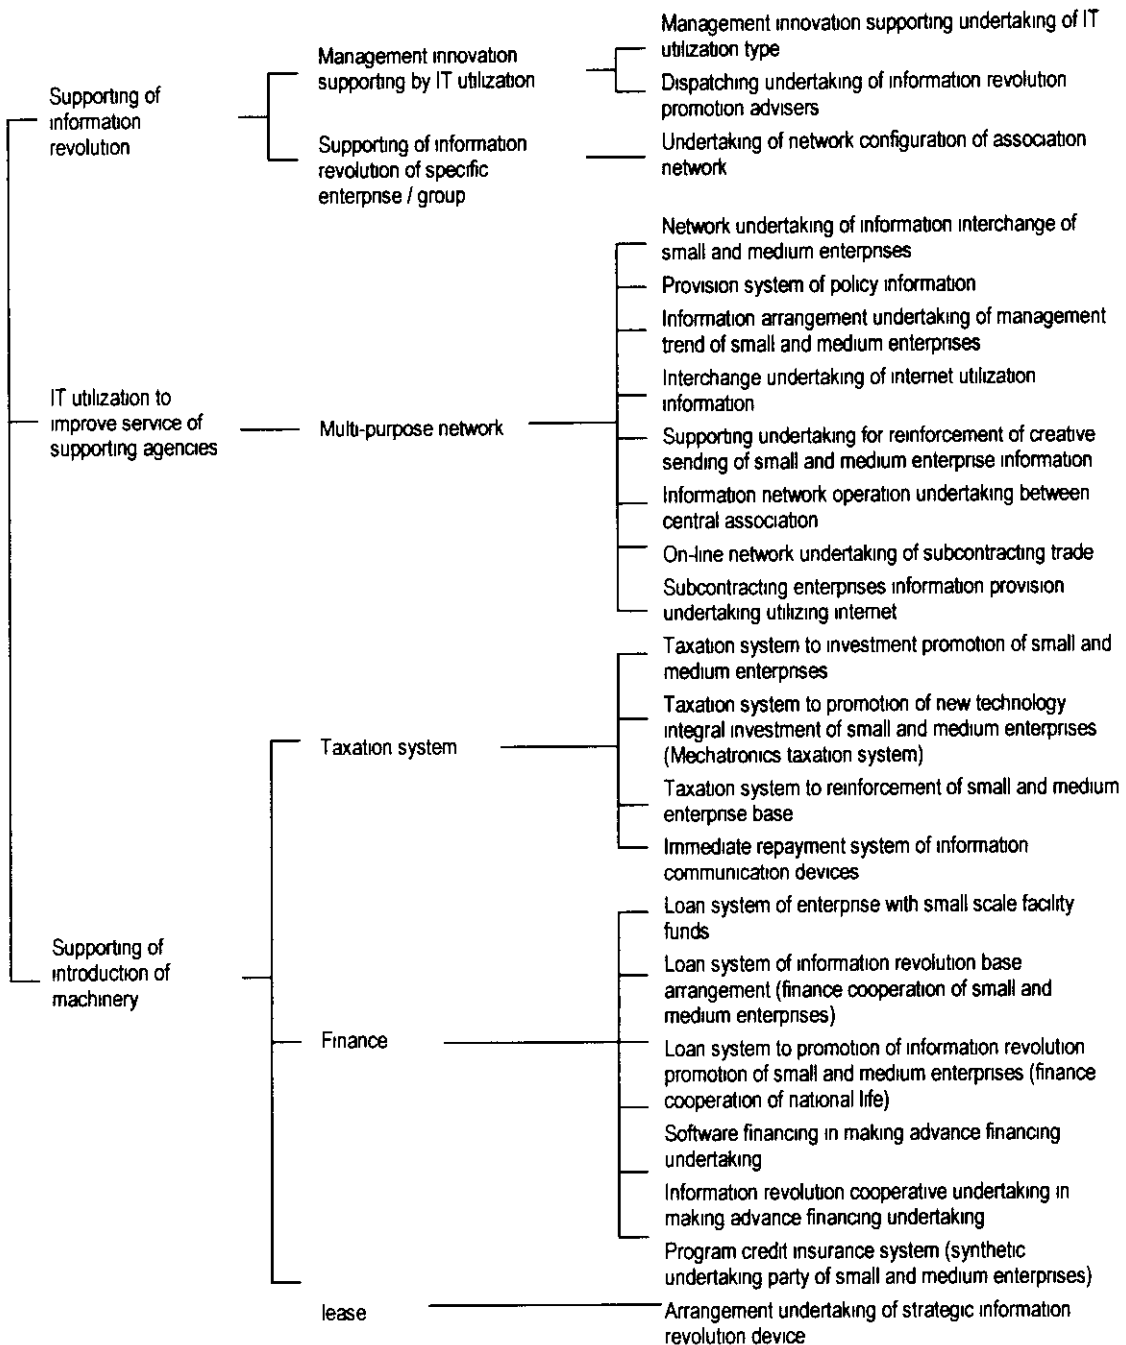 Supporting of
information
revolution
Management innovation
supporting by IT utilization
Management innovation supporting undertaking of IT
utilization type
Dispatching undertaking of information revolution
promotion advisers
Supporting of information
revolution of specific
enterprise / group
Undertaking of network configuration of association
network
IT utilization to
improve service of
supporting agencies
Multi-purpose network
Network undertaking of information interchange of
small and medium enterprises
Provision system of policy information
Information arrangement undertaking of management
trend of small and medium enterprises
Interchange undertaking of internet utilization
information
Supporting undertaking for reinforcement of creative
sending of small and medium enterprise information
Information network operation undertaking between
central association
On-line network undertaking of subcontracting trade
Subcontracting enterprises information provision
undertaking utilizing internet
Supporting of
introduction of
machinery
Taxation system
Taxation system to investment promotion of small and
medium enterprises
Taxation system to promotion of new technology
integral investment of small and medium enterprises
(Mechatronics taxation system)
Taxation system to reinforcement of small and medium
enterprise base
Immediate repayment system of information
communication devices
Finance
Loan system of enterprise with small scale facility
funds
Loan system of information revolution base
arrangement (finance cooperation of small and
medium enterprises)
Loan system to promotion of information revolution
promotion of small and medium enterprises (finance
cooperation of national life)
Software financing in making advance financing
undertaking
Information revolution cooperative undertaking in
making advance financing undertaking
Program credit insurance system (synthetic
undertaking party of small and medium enterprises)
lease
Arrangement undertaking of strategic information
revolution device